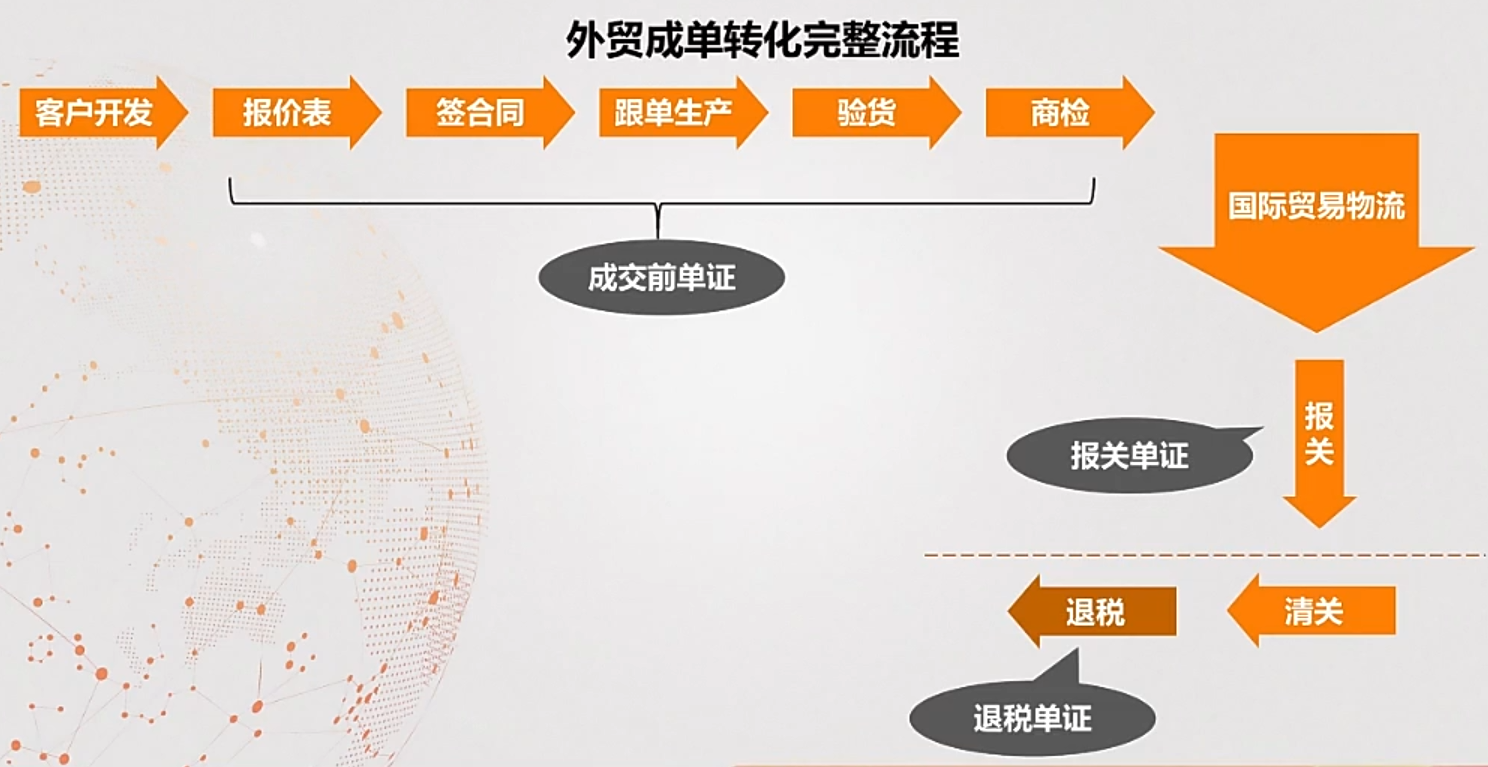 外贸成单转化完整流程
客户开发
报价表
签合同
跟单生产
验货
商检
国际贸易物流
成交前单证
报
关
报关单证
清关
退税
退税单证